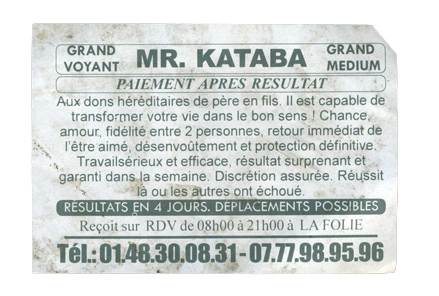 GRAND VOYANT MR. KATABA GRAND MEDIUM
PAIEMENT APRES RESULTAT
Aux dons héréditaires de père en fils. Il est capable de
transformer votre vie dans le bon sens ! Chance,
amour, fidélité entre 2 personnes, retour immédiat de
l'être aimé, désenvoûtement et protection définitive.
Travailsérieux et efficace, résultat surprenant et
garanti dans la semaine. Discrétion assurée. Réussit
là ou les autres ont échoué.
RÉSULTATS EN 4 JOURS. DÉPLACEMENTS POSSIBLES
Reçoit sur RDV de 08h00 à 21h00 à LA FOLIE
Tél.: 01.48.30.08.31 - 07.77.98.95.96